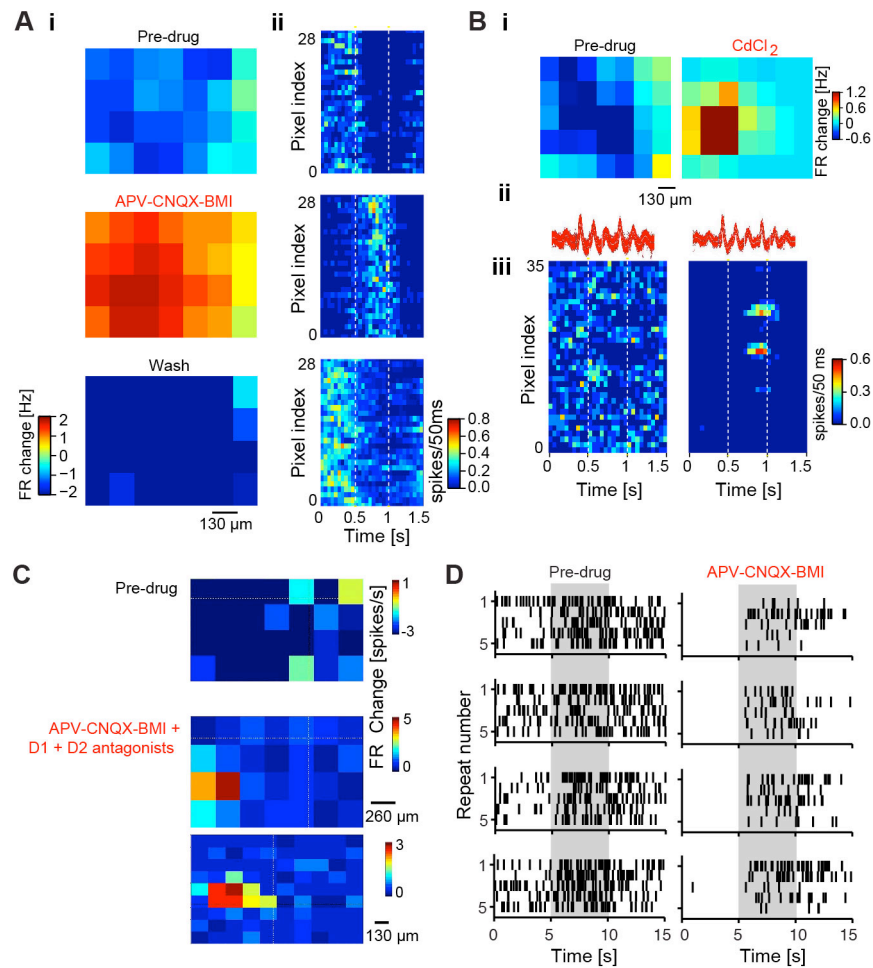 A i
Pre-drug
APV-CNQX-BMI
Wash
FR change [Hz]
2
1
0
−1
−2
130 µm
ii
28
Pixel index
0
28
Pixel index
0
28
Pixel index
0
0 0.5 1 1.5
Time [s]
spikes/50ms
0.8
0.6
0.4
0.2
0.0
B i
Pre-drug
CdCl2
FR change [Hz]
1.2
0.6
0
−0.6
130 µm
ii
iii
35
Pixel index
0
0 0.5 1 1.5
Time [s]
0 0.5 1 1.5
Time [s]
spikes/50 ms
0.6
0.4
0.2
0.0
C
Pre-drug
1
-3
APV-CNQX-BMI +
D1 + D2 antagonists
FR Change [spikes/s]
5
0
260 µm
3
0
130 µm
D
Pre-drug
APV-CNQX-BMI
Repeat number
1
5
1
5
1
5
1
5
0 5 10 15
Time [s]
0 5 10 15
Time [s]